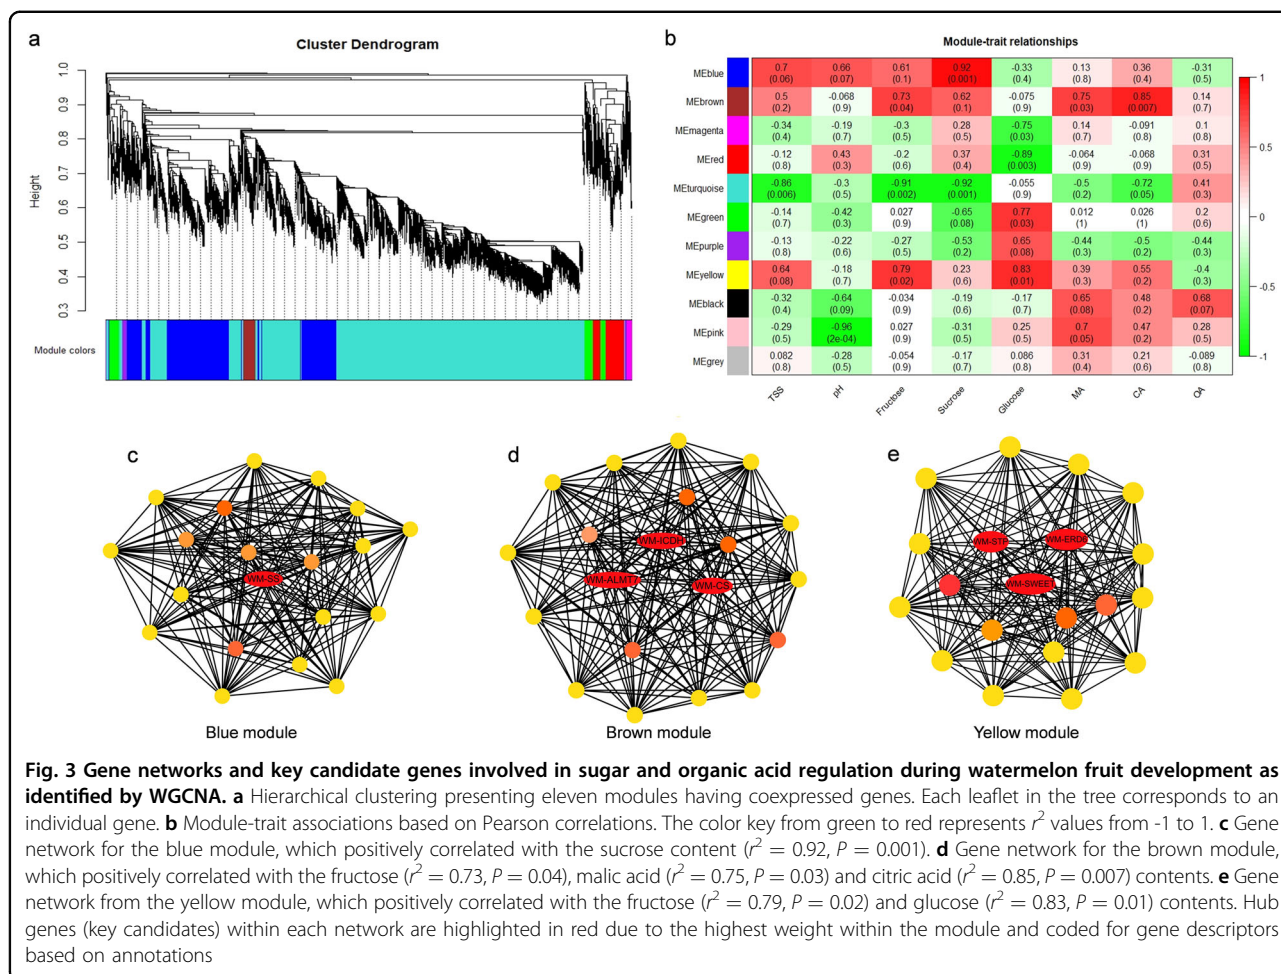 a
Cluster Dendrogram
Height
1.0
0.9
0.8
0.7
0.6
0.5
0.4
0.3
Module colors
b
Module-trait relationships
MEblue 0.7 0.66 0.61 0.92 -0.33 0.13 0.36 -0.31
(0.06) (0.07) (0.1) (0.001) (0.4) (0.8) (0.4) (0.5)
MEbrown 0.5 -0.068 0.73 0.62 -0.075 0.75 0.85 0.14
(0.2) (0.9) (0.04) (0.1) (0.9) (0.03) (0.007) (0.7)
MEmagenta -0.34 -0.19 -0.3 0.28 -0.75 0.14 -0.091 0.1
(0.4) (0.7) (0.5) (0.5) (0.03) (0.7) (0.8) (0.8)
MEred -0.12 0.43 -0.2 0.37 -0.89 -0.064 -0.068 0.31
(0.8) (0.3) (0.6) (0.4) (0.003) (0.9) (0.9) (0.5)
MEturquoise -0.86 -0.3 -0.91 -0.92 -0.055 -0.5 -0.72 0.41
(0.006) (0.5) (0.002) (0.001) (0.9) (0.2) (0.05) (0.3)
MEgreen -0.14 -0.42 0.027 -0.65 0.77 0.012 0.026 0.2
(0.7) (0.3) (0.9) (0.08) (0.03) (1) (1) (0.6)
MEpurple -0.13 -0.22 -0.27 -0.53 0.65 -0.44 -0.5 -0.44
(0.8) (0.6) (0.5) (0.2) (0.08) (0.3) (0.2) (0.3)
MEyellow 0.64 -0.18 0.79 0.23 0.83 0.39 0.55 -0.4
(0.08) (0.7) (0.02) (0.6) (0.01) (0.3) (0.2) (0.3)
MEblack -0.32 -0.64 -0.034 -0.19 -0.17 0.65 0.48 0.68
(0.4) (0.09) (0.9) (0.6) (0.7) (0.08) (0.2) (0.07)
MEpink -0.29 -0.96 0.027 -0.31 0.25 0.7 0.47 0.28
(0.5) (2e-04) (0.9) (0.5) (0.5) (0.05) (0.2) (0.5)
MEgrey 0.082 -0.28 -0.054 -0.17 0.086 0.31 0.21 -0.089
(0.8) (0.5) (0.9) (0.7) (0.8) (0.4) (0.6) (0.8)
TSS pH Fructose Sucrose Glucose MA CA OA
1
0.5
0
-0.5
-1
c
WM-SS
Blue module
d
WM-ICDH
WM-ALMT7
WM-CS
Brown module
e
WM-STP
WM-ERD6
WM-SWEET
Yellow module
Fig. 3 Gene networks and key candidate genes involved in sugar and organic acid regulation during watermelon fruit development as
identified by WGCNA. a Hierarchical clustering presenting eleven modules having coexpressed genes. Each leaflet in the tree corresponds to an
individual gene. b Module-trait associations based on Pearson correlations. The color key from green to red represents r² values from -1 to 1. c Gene
network for the blue module, which positively correlated with the sucrose content (r² = 0.92, P = 0.001). d Gene network for the brown module,
which positively correlated with the fructose (r² = 0.73, P = 0.04), malic acid (r² = 0.75, P = 0.03) and citric acid (r² = 0.85, P = 0.007) contents. e Gene
network from the yellow module, which positively correlated with the fructose (r² = 0.79, P = 0.02) and glucose (r² = 0.83, P = 0.01) contents. Hub
genes (key candidates) within each network are highlighted in red due to the highest weight within the module and coded for gene descriptors
based on annotations